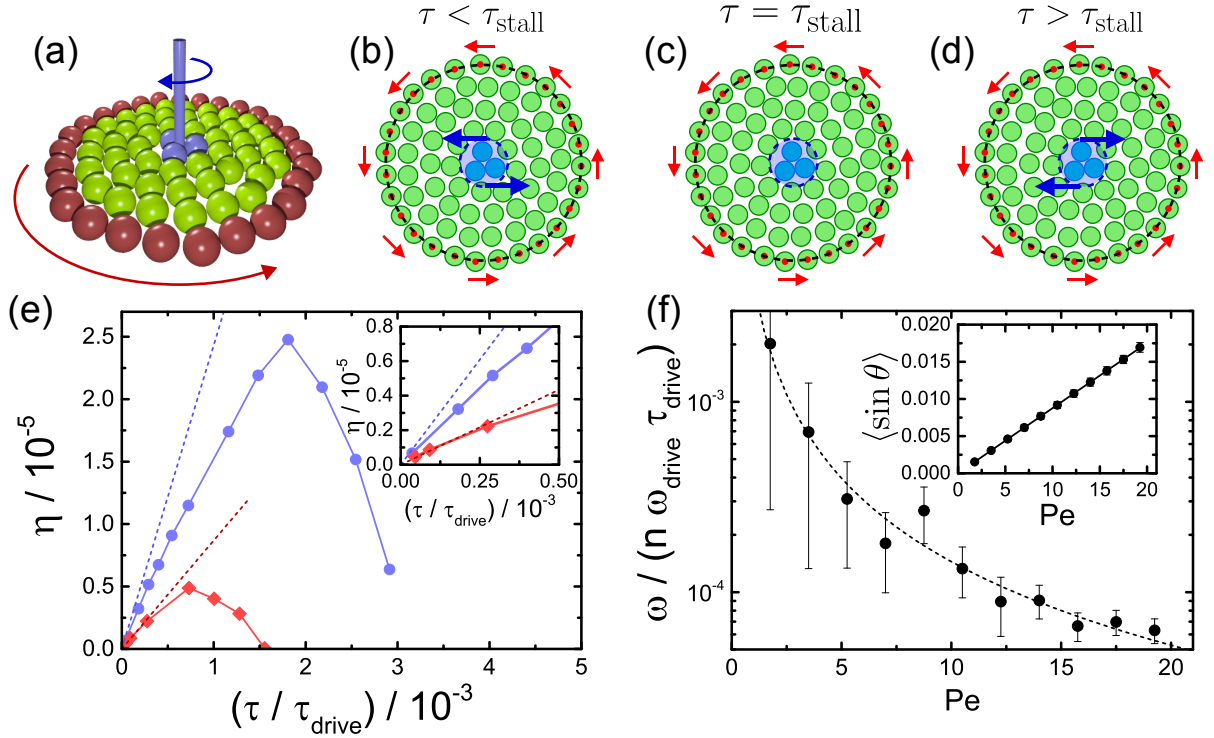 (a)
(b)
τ < τstall
(c)
τ = τstall
(d)
τ > τstall
(e)
η / 10-5
2.5
2.0
1.5
1.0
0.5
0.0
0 1 2 3 4 5
(τ / τdrive) / 10-3
η / 10-5
0.8
0.6
0.4
0.2
0.0
0.00 0.25 0.50
(τ / τdrive) / 10-3
(f)
ω / (n ωdrive τdrive)
10-3
10-4
0 5 10 15 20
Pe
⟨sin θ⟩
0.020
0.015
0.010
0.005
0.000
0 5 10 15 20
Pe